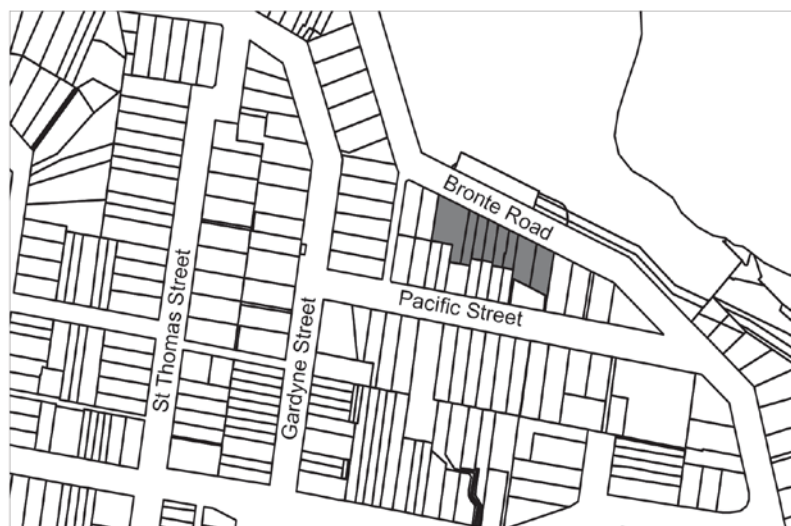 Bronte Road
Pacific Street
St Thomas Street
Gardyne Street